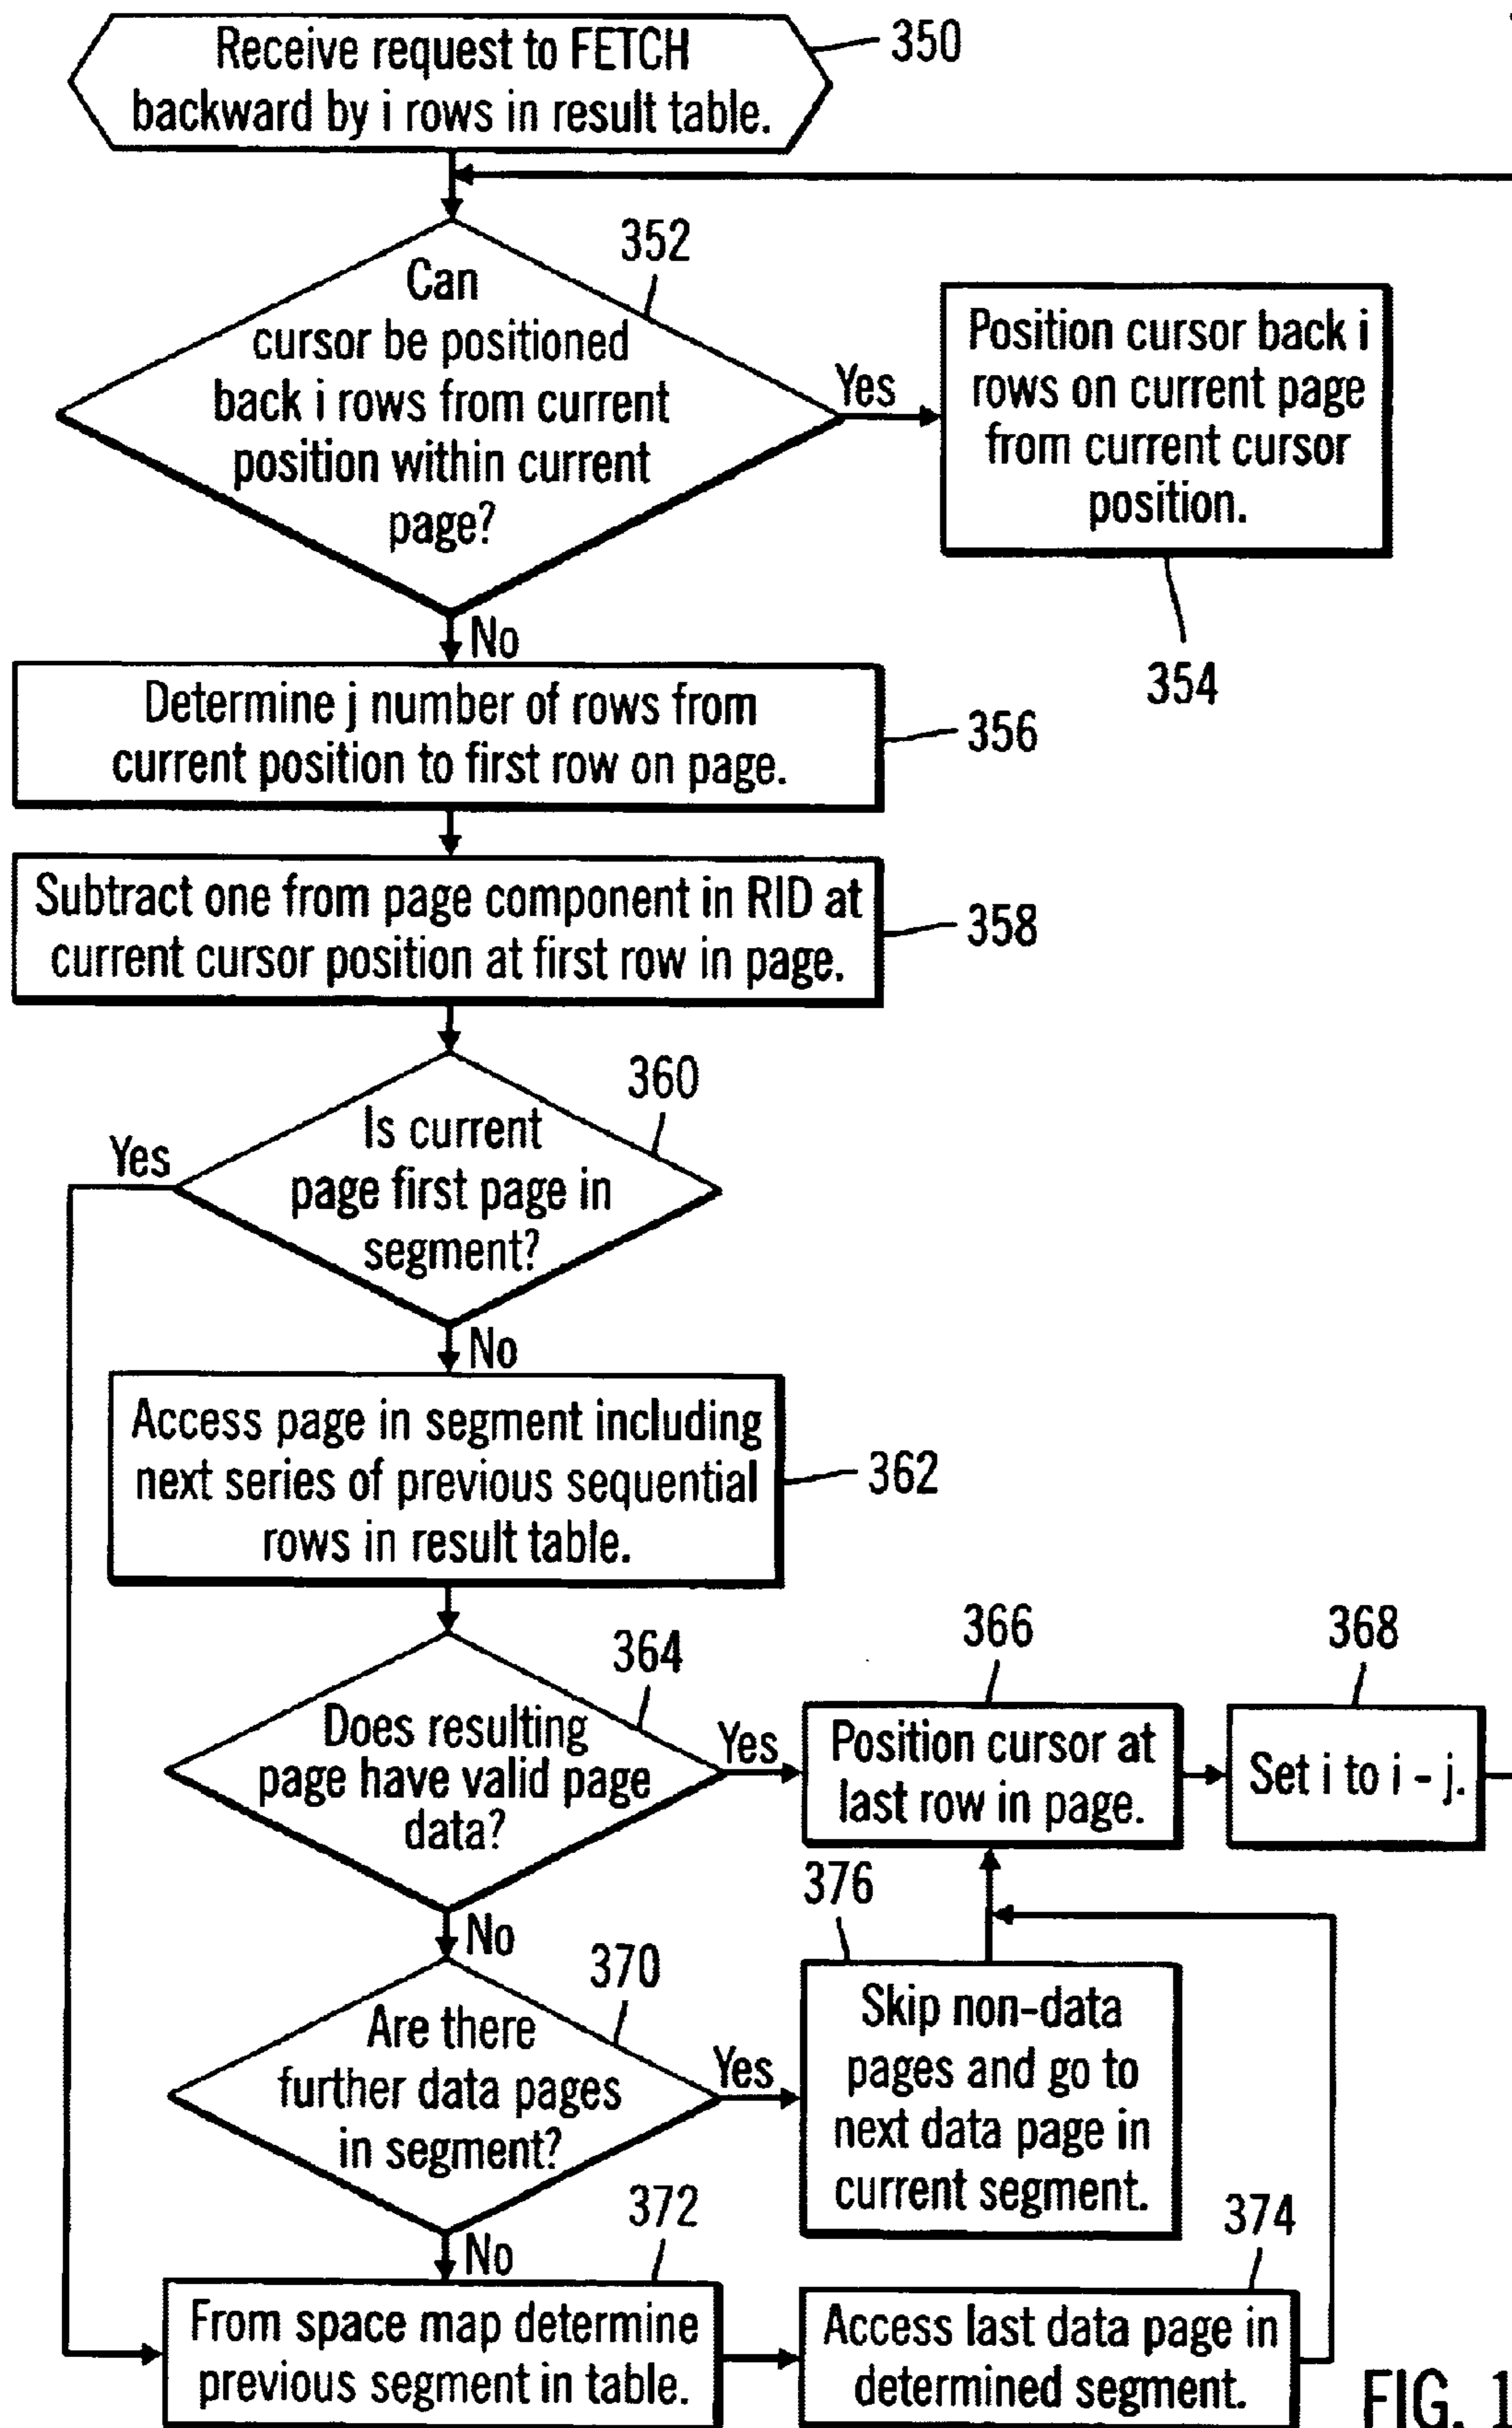 Receive request to FETCH
backward by i rows in result table.
350
352
Can
cursor be positioned
back i rows from current
position within current
page?
Yes
Position cursor back i
rows on current page
from current cursor
position.
354
No
Determine j number of rows from
current position to first row on page.
356
Subtract one from page component in RID at
current cursor position at first row in page.
358
360
Is current
page first page in
segment?
Yes
No
Access page in segment including
next series of previous sequential
rows in result table.
362
364
Does resulting
page have valid page
data?
Yes
366
Position cursor at
last row in page.
368
Set i to i - j.
No
370
Are there
further data pages
in segment?
Yes
376
Skip non-data
pages and go to
next data page in
current segment.
No
372
From space map determine
previous segment in table.
374
Access last data page in
determined segment.
FIG. 1